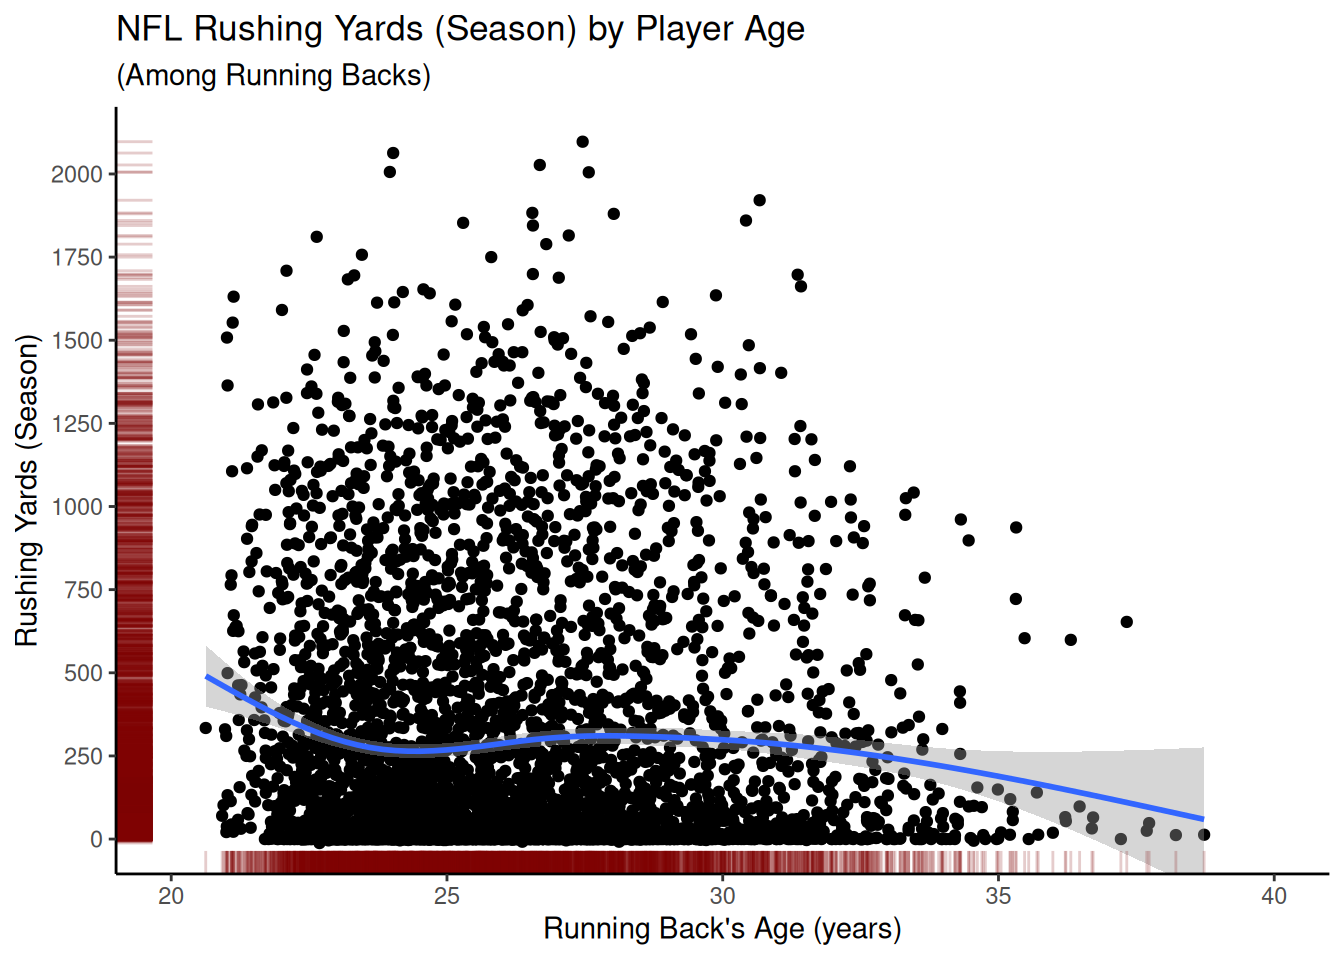 NFL Rushing Yards (Season) by Player Age
(Among Running Backs)
Rushing Yards (Season)
2000
1750
1500
1250
1000
750
500
250
0
20 25 30 35 40
Running Back's Age (years)